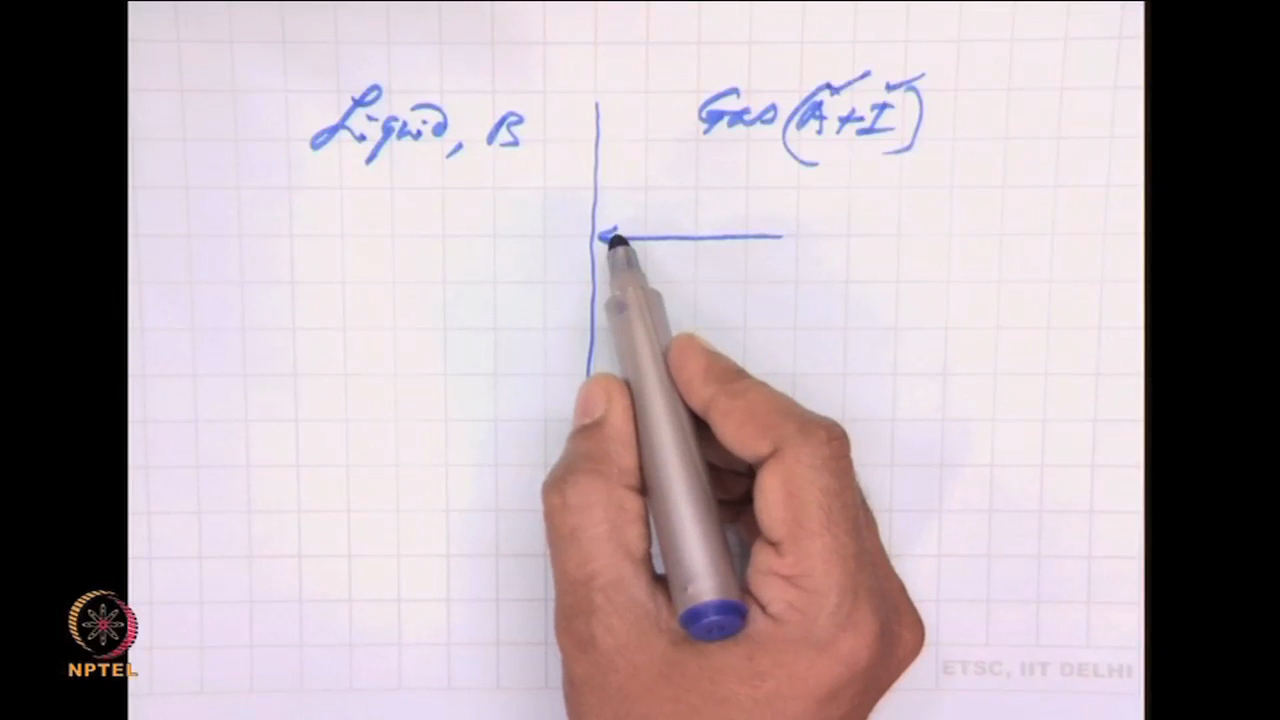 Liquid, B
Gas (A + I)
NPTEL
ETSC, IIT DELHI